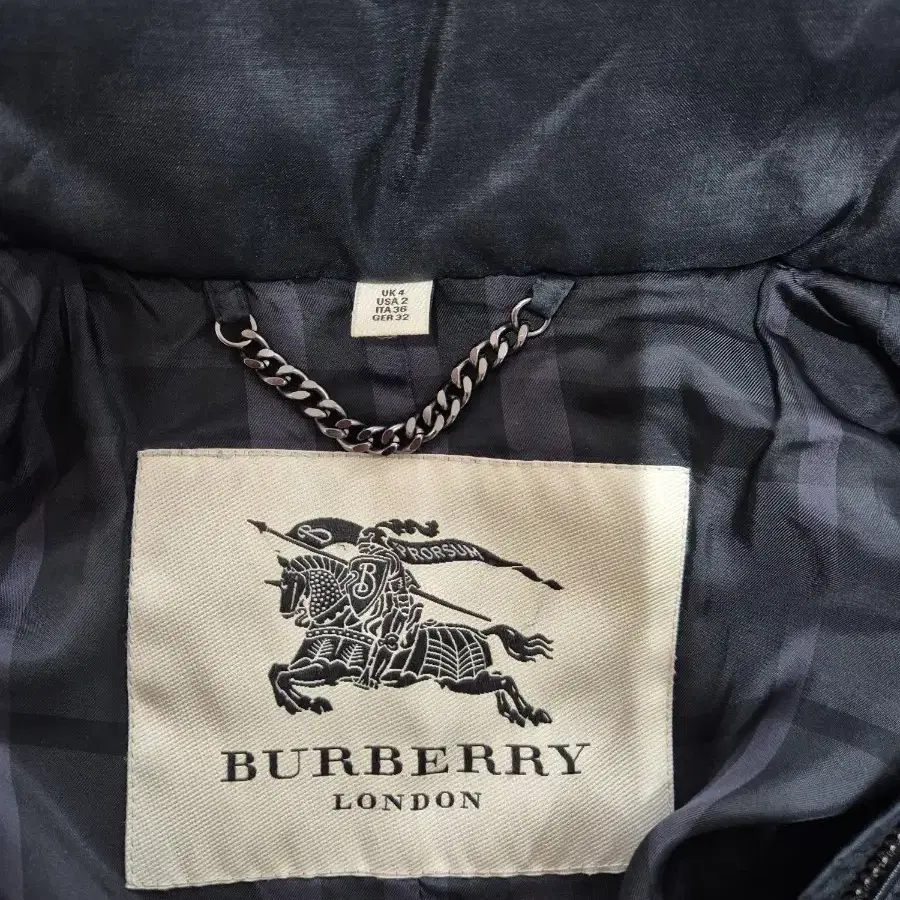 UK 4
USA 2
ITA 36
GER 32
B
PRORSUM
B
BURBERRY
LONDON